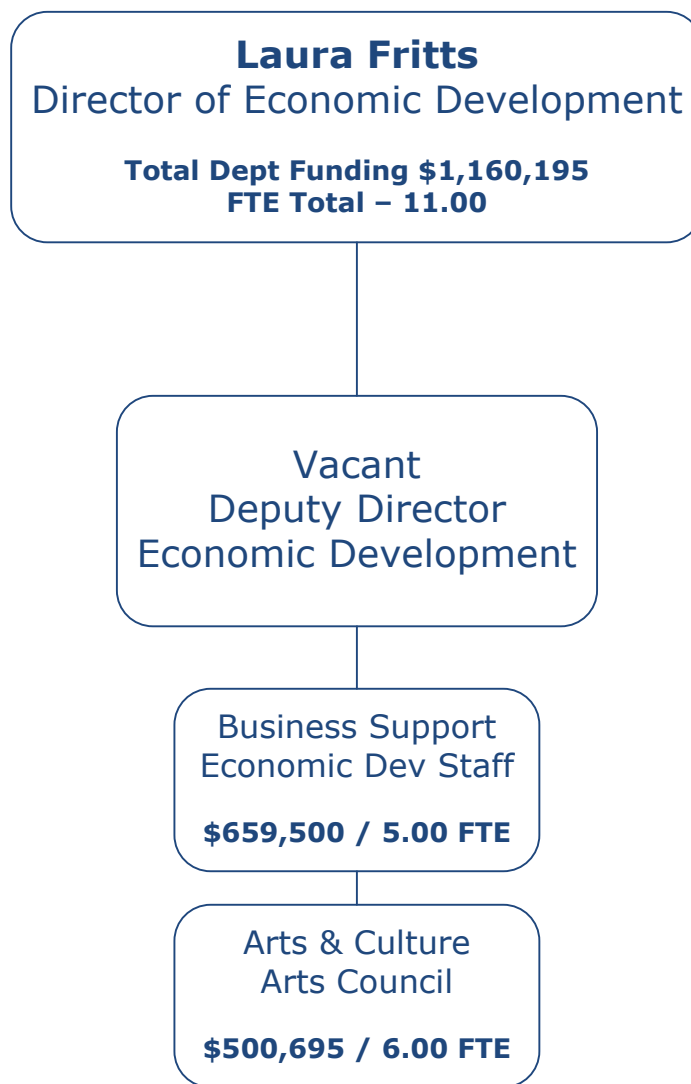 Laura Fritts
Director of Economic Development
Total Dept Funding $1,160,195
FTE Total – 11.00
Vacant
Deputy Director
Economic Development
Business Support
Economic Dev Staff
$659,500 / 5.00 FTE
Arts & Culture
Arts Council
$500,695 / 6.00 FTE